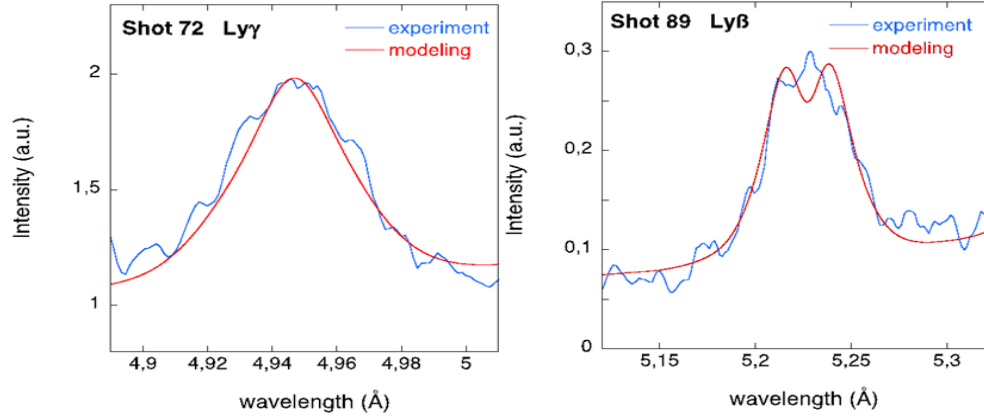 Shot 72 Lyγ
experiment
modeling
2
1,5
1
Intensity (a.u.)
4,9 4,92 4,94 4,96 4,98 5
wavelength (Å)
Shot 89 Lyß
experiment
modeling
0,3
0,2
0,1
0
Intensity (a.u.)
5,15 5,2 5,25 5,3
wavelength (Å)